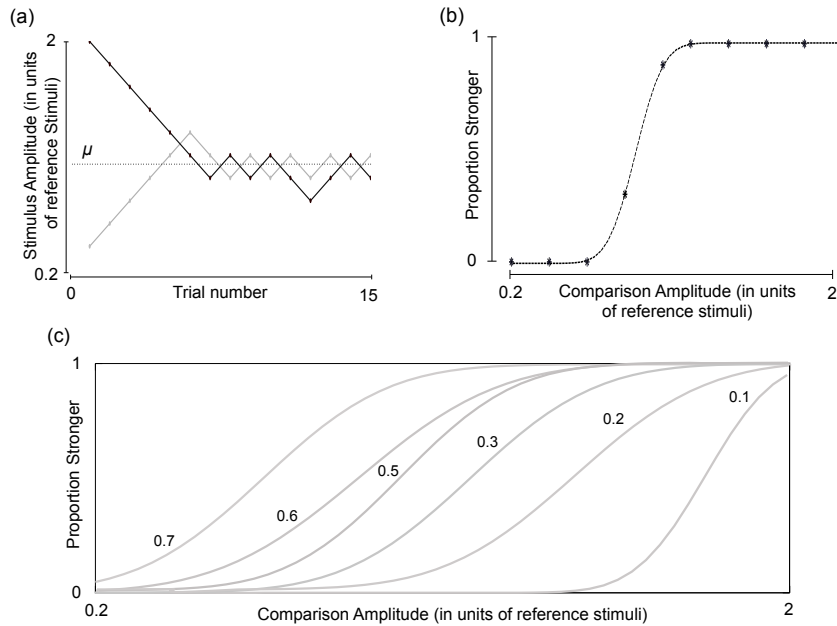 (a)
2
Stimulus Amplitude (in units
of reference Stimuli)
μ
0.2
0
Trial number
15
(b)
1
Proportion Stronger
0
0.2
2
Comparison Amplitude (in units
of reference stimuli)
(c)
1
Proportion Stronger
0.7
0.6
0.5
0.3
0.2
0.1
0
0.2
Comparison Amplitude (in units of reference stimuli)
2